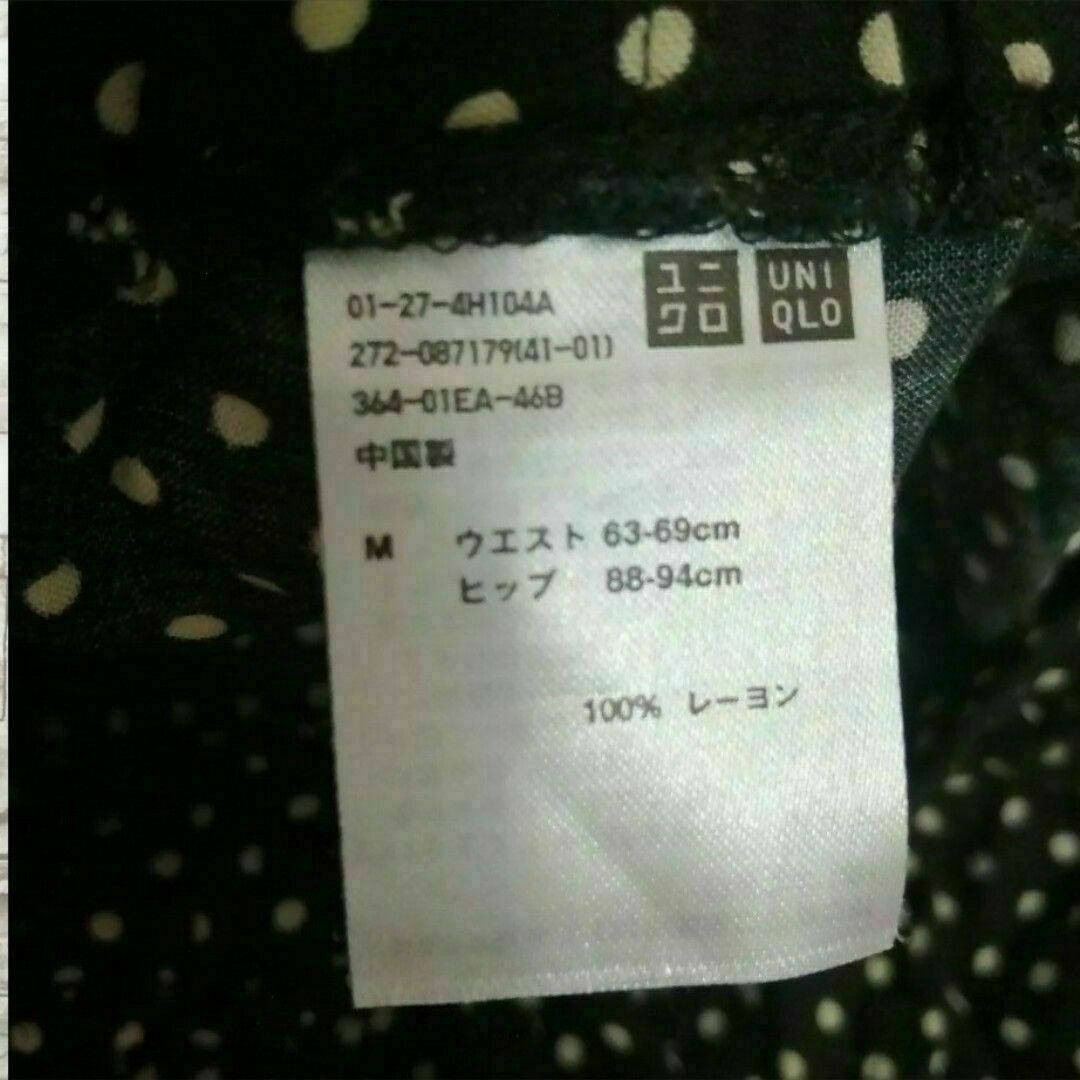 01-27-4H104A
272-087179(41-01)
364-01EA-46B
中国製
ユニ
クロ
UNI
QLO
M ウエスト 63-69cm
ヒップ 88-94cm
100% レーヨン